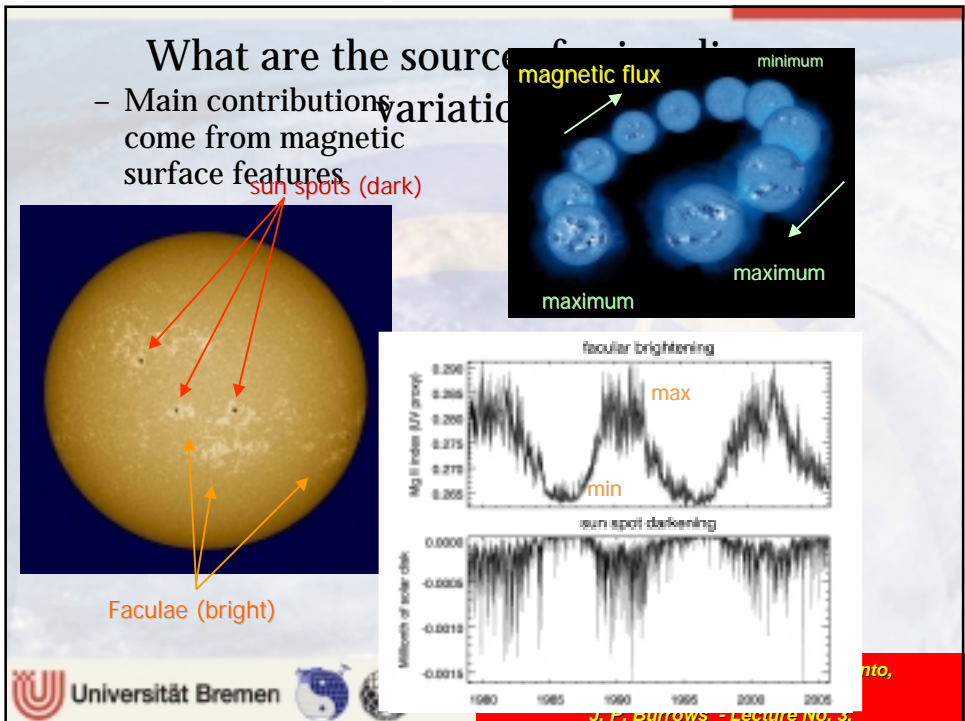 What are the source
variatio
– Main contributions
come from magnetic
surface features
sun spots (dark)
Faculae (bright)
magnetic flux
minimum
maximum
maximum
facular brightening
Mg II Index (UV proxy)
0.290
0.285
0.280
0.275
0.270
0.265
max
min
sun spot darkening
Millionth of solar disk
0.0000
-0.0005
-0.0010
-0.0015
1980
1985
1990
1995
2000
2005
Universität Bremen
nto,
J. P. Burrows - Lecture No. 3.